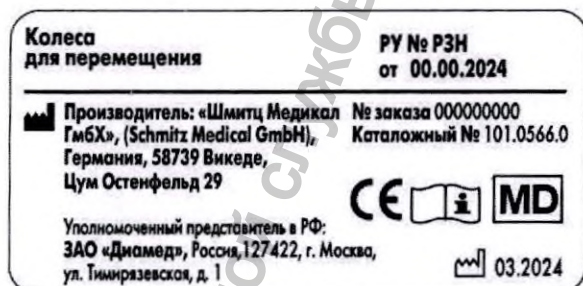 Колеса
для перемещения
РУ № РЗН
от 00.00.2024
Производитель: «Шмитц Медикал
ГмбХ», (Schmitz Medical GmbH),
Германия, 58739 Викеде,
Цум Остенфельд 29
№ заказа 000000000
Каталожный № 101.0566.0
CE
i
MD
Уполномоченный представитель в РФ:
ЗАО «Диамед», Россия,127422, г. Москва,
ул. Тимирязевская, д. 1
03.2024
ой службы